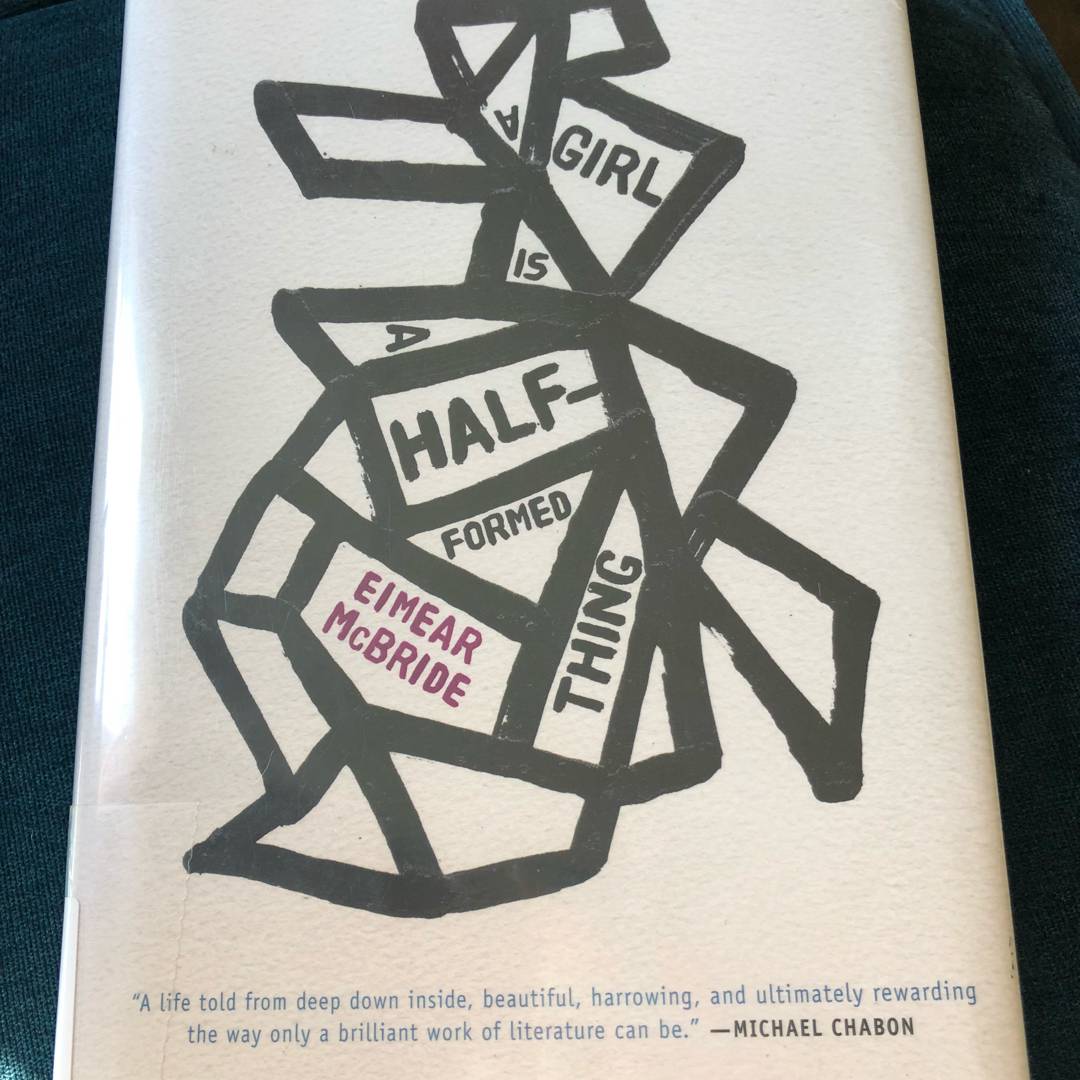 A
GIRL
IS
A
HALF-
FORMED
THING
EIMEAR
McBRIDE
“A life told from deep down inside, beautiful, harrowing, and ultimately rewarding
the way only a brilliant work of literature can be.” —MICHAEL CHABON